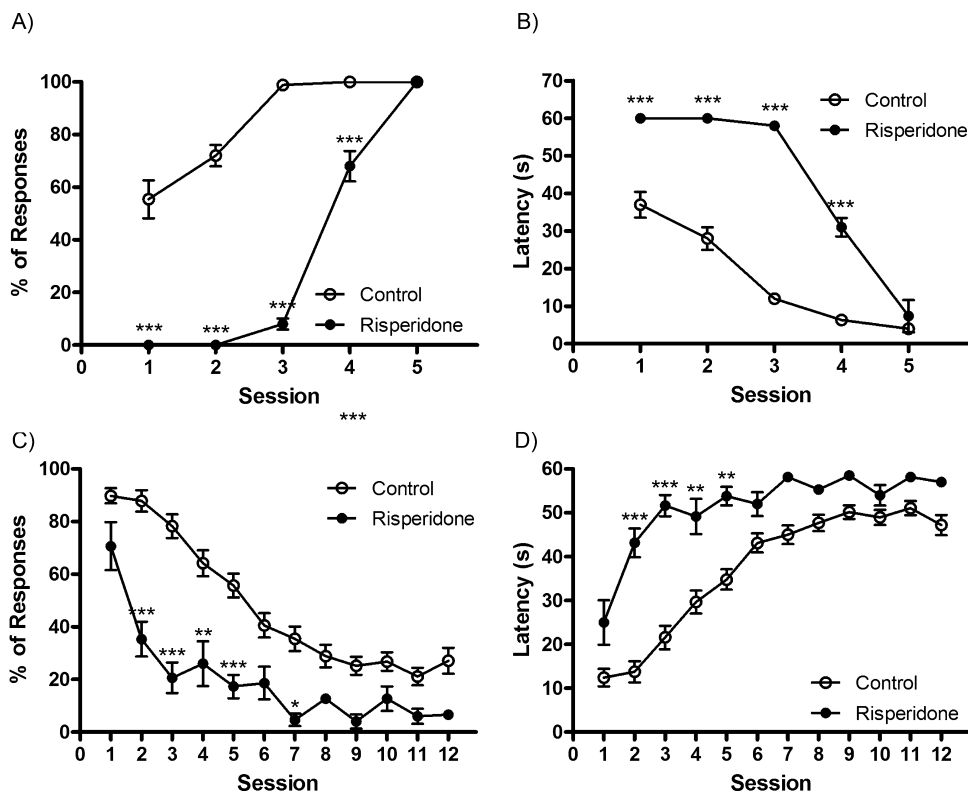 A)
% of Responses
100
80
60
40
20
0
0 1 2 3 4 5
Session
*** *** *** ***
Control
Risperidone
B)
Latency (s)
70
60
50
40
30
20
10
0
0 1 2 3 4 5
Session
*** *** *** ***
Control
Risperidone
***
C)
% of Responses
100
80
60
40
20
0
0 1 2 3 4 5 6 7 8 9 10 11 12
Session
*** *** ** *** *
Control
Risperidone
D)
Latency (s)
60
50
40
30
20
10
0
0 1 2 3 4 5 6 7 8 9 10 11 12
Session
*** *** ** **
Control
Risperidone